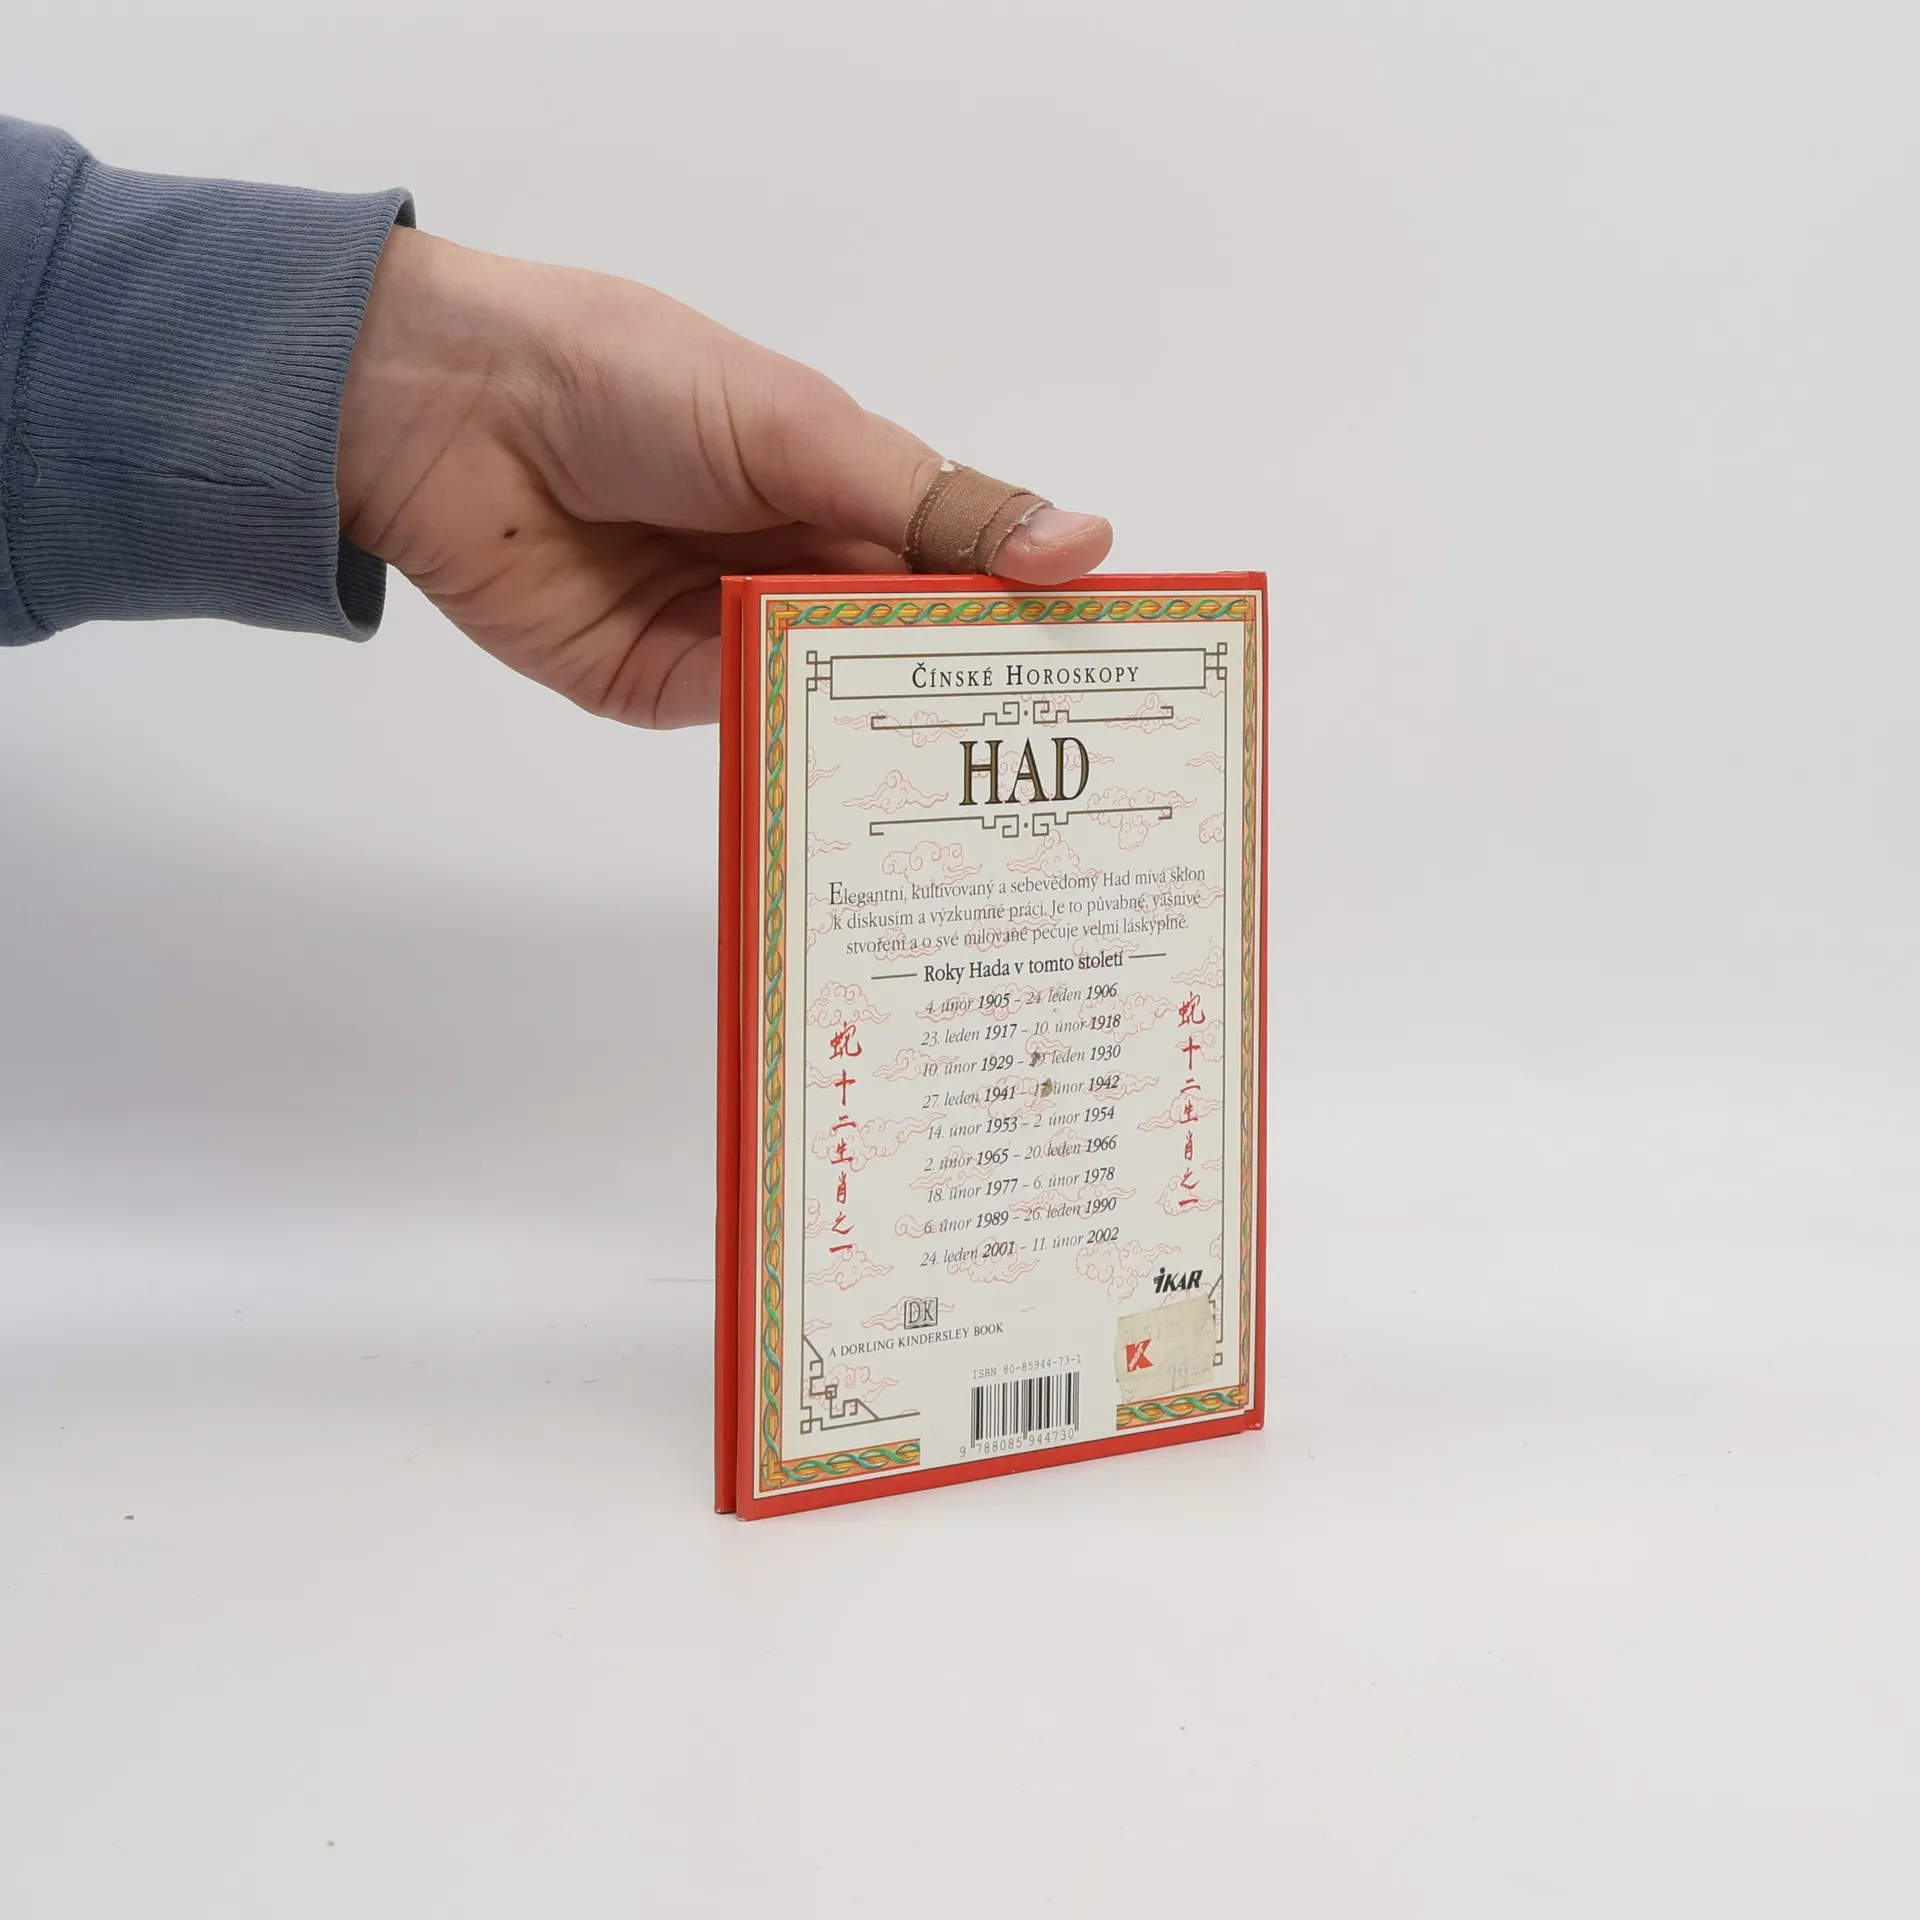 ČÍNSKÉ HOROSKOPY
HAD
Elegantní, kultivovaný a sebevědomý Had mívá sklon
k diskusím a výzkumné práci. Je to půvabné, vášnivé
stvoření a o své milované pečuje velmi láskyplně.
Roky Hada v tomto století
4. únor 1905 – 24. leden 1906
23. leden 1917 – 10. únor 1918
10. únor 1929 – 29. leden 1930
27. leden 1941 – 17. únor 1942
14. únor 1953 – 2. únor 1954
2. únor 1965 – 20. leden 1966
18. únor 1977 – 6. únor 1978
6. únor 1989 – 26. leden 1990
24. leden 2001 – 11. únor 2002
蛇十二生肖之一
蛇十二生肖之一
IKAR
DK
A DORLING KINDERSLEY BOOK
K
ISBN 80-85944-73-1
9 788085 944730